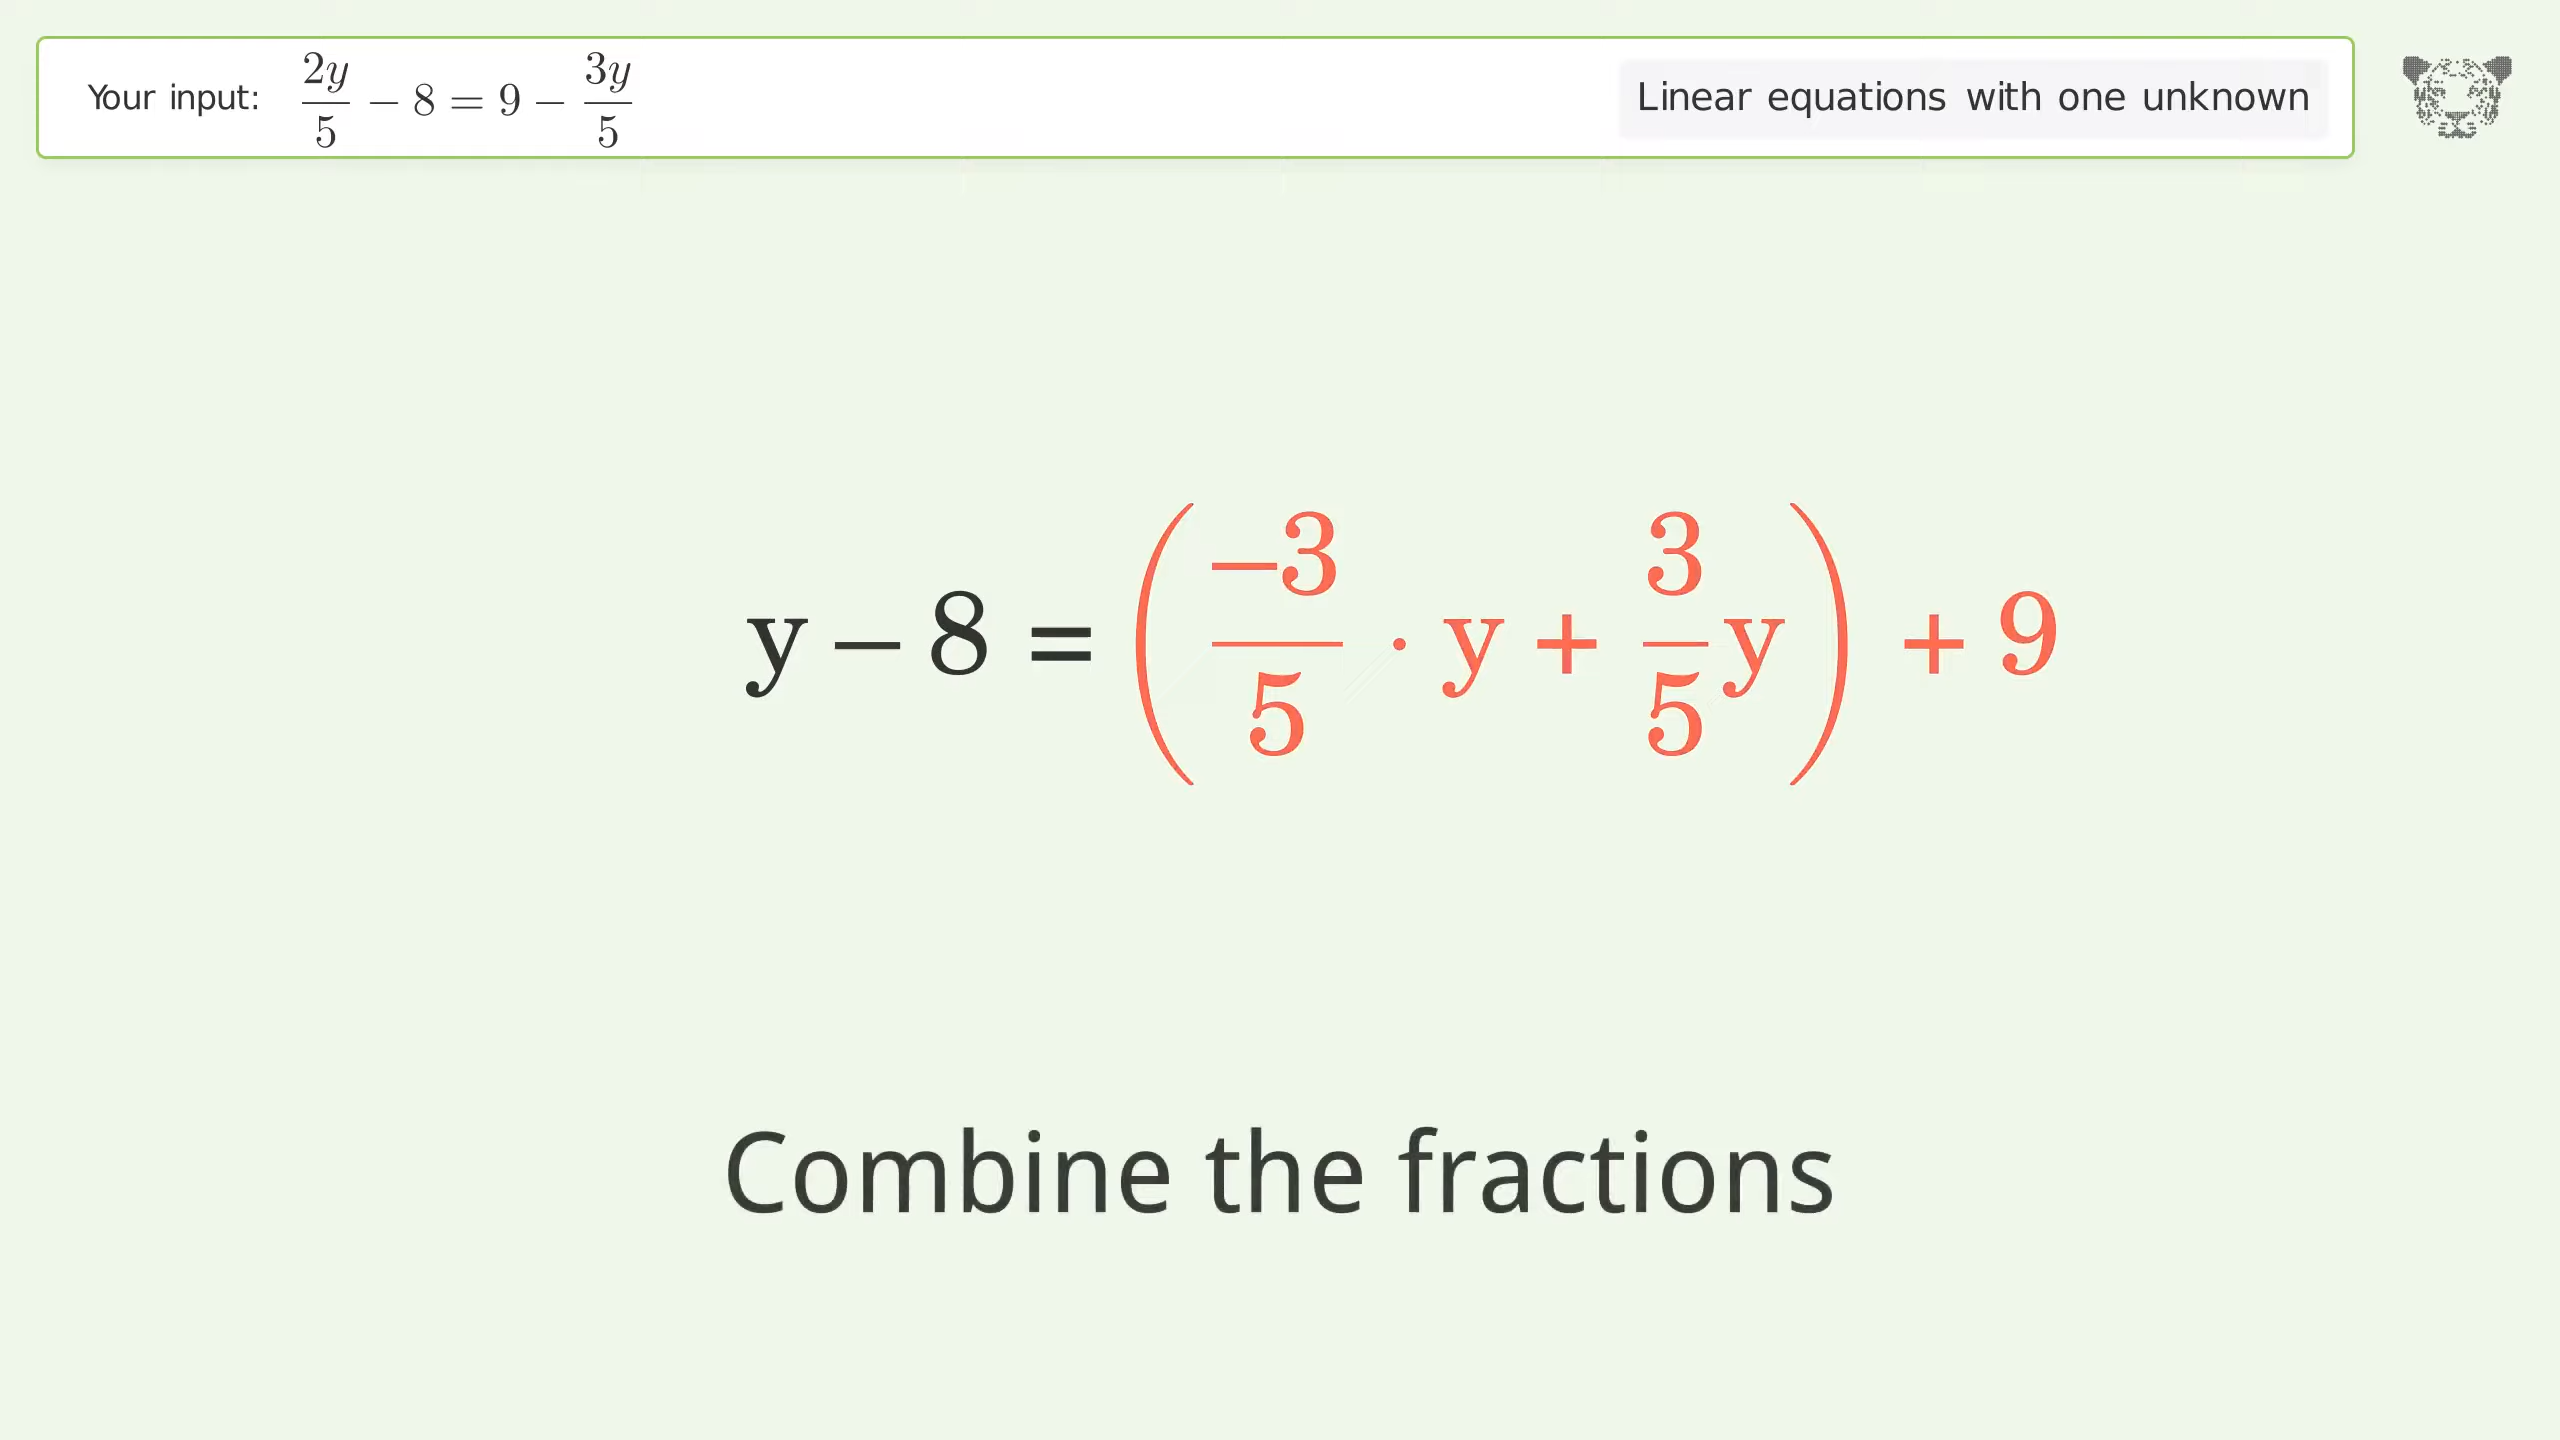 Your input: 2y/5 − 8 = 9 − 3y/5
Linear equations with one unknown
y − 8 = (−3/5 · y + 3/5 y) + 9
Combine the fractions